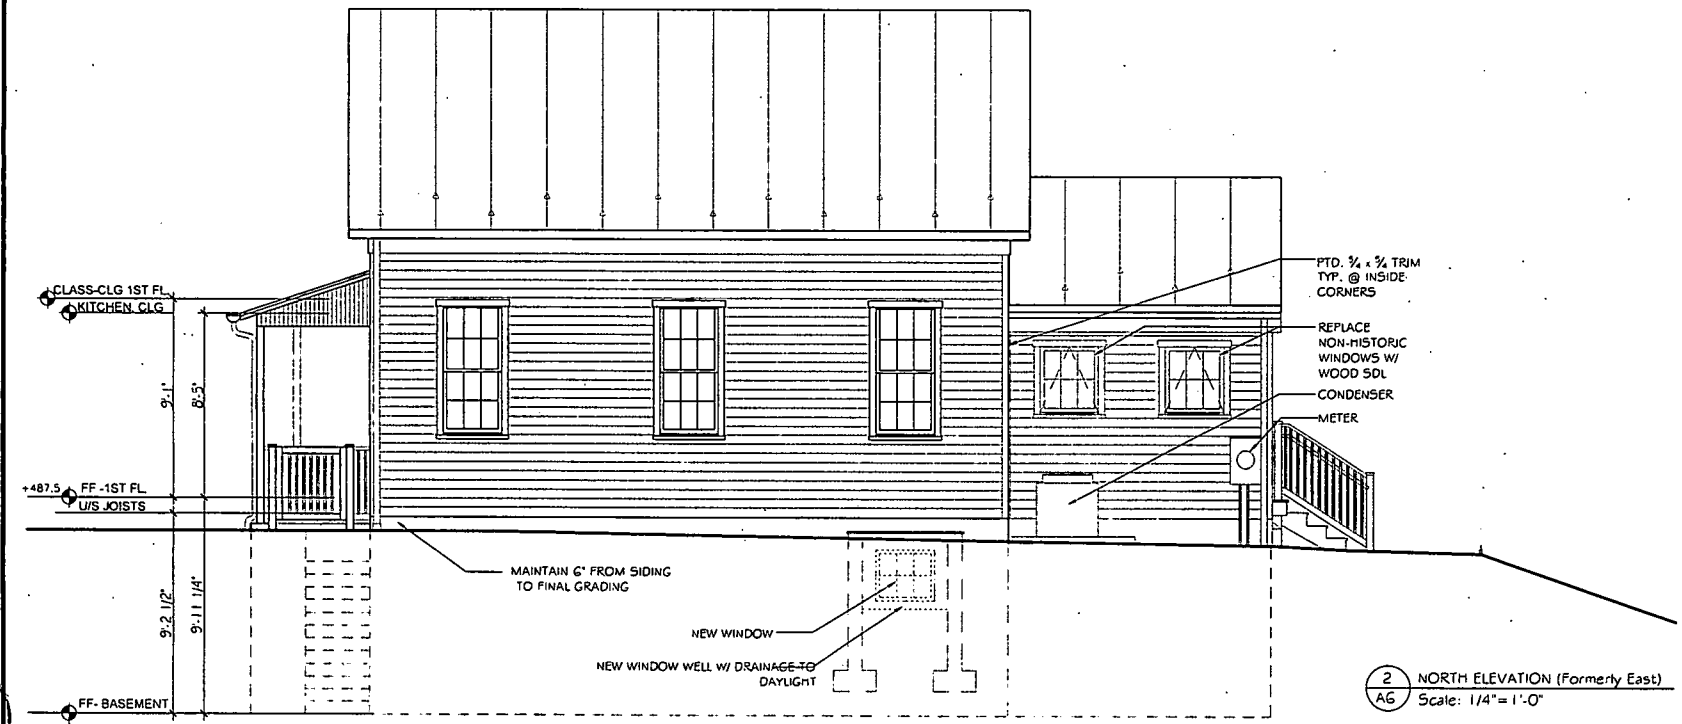 CLASS-CLG 1ST FL.
KITCHEN, CLG
9'-1"
8'-5"
+487.5
FF -1ST FL
U/S JOISTS
9'-2 1/2"
9'-11 1/4"
FF- BASEMENT
MAINTAIN 6" FROM SIDING
TO FINAL GRADING
NEW WINDOW
NEW WINDOW WELL W/ DRAINAGE TO
DAYLIGHT
PTD. 5/4 x 5/4 TRIM
TYP. @ INSIDE
CORNERS
REPLACE
NON-HISTORIC
WINDOWS W/
WOOD SDL
CONDENSER
METER
2
A6
NORTH ELEVATION (Formerly East)
Scale: 1/4"= 1'-0"